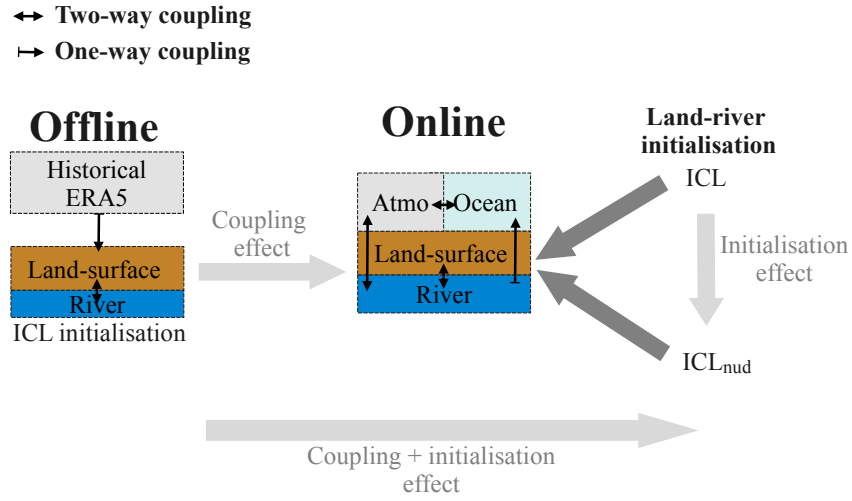 Two-way coupling
One-way coupling
Offline
Historical
ERA5
Land-surface
River
ICL initialisation
Coupling
effect
Online
Atmo
Ocean
Land-surface
River
Land-river
initialisation
ICL
Initialisation
effect
ICLnud
Coupling + initialisation
effect